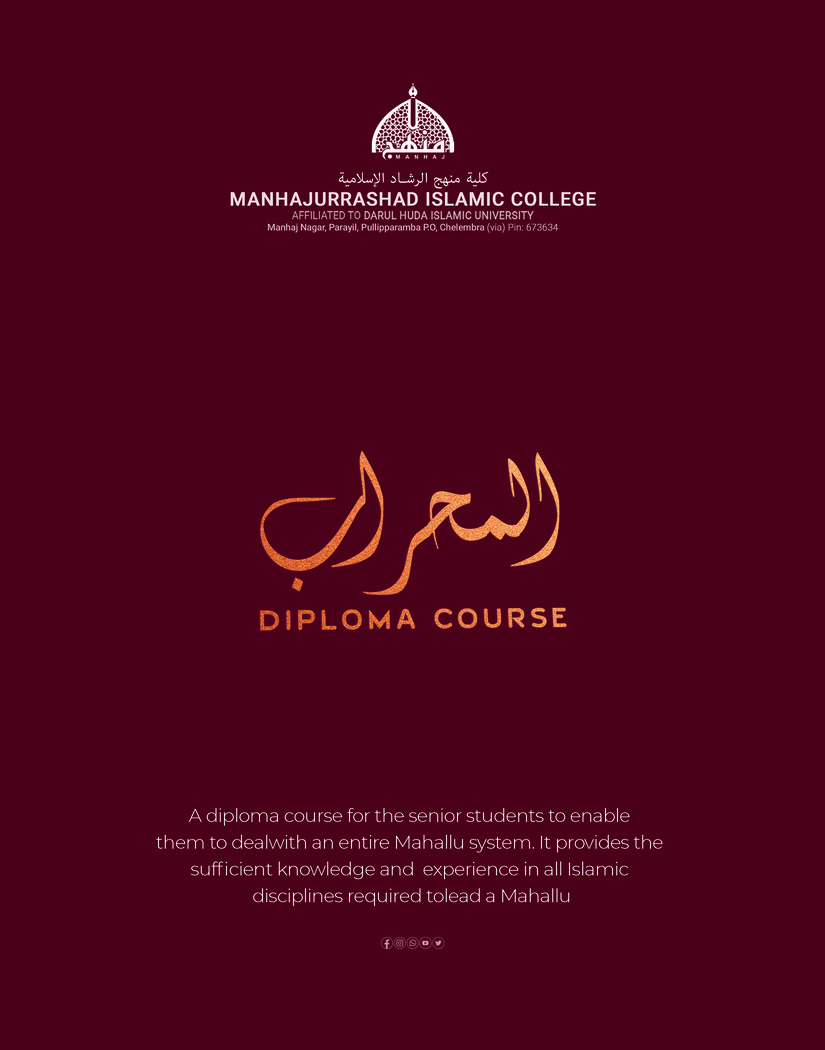 منهج
MANHAJ
كلية منهج الرشاد الإسلامية
MANHAJURRASHAD ISLAMIC COLLEGE
AFFILIATED TO DARUL HUDA ISLAMIC UNIVERSITY
Manhaj Nagar, Parayil, Pullipparamba P.O, Chelembra (via) Pin: 673634
المحراب
DIPLOMA COURSE
A diploma course for the senior students to enable
them to dealwith an entire Mahallu system. It provides the
sufficient knowledge and  experience in all Islamic
disciplines required tolead a Mahallu